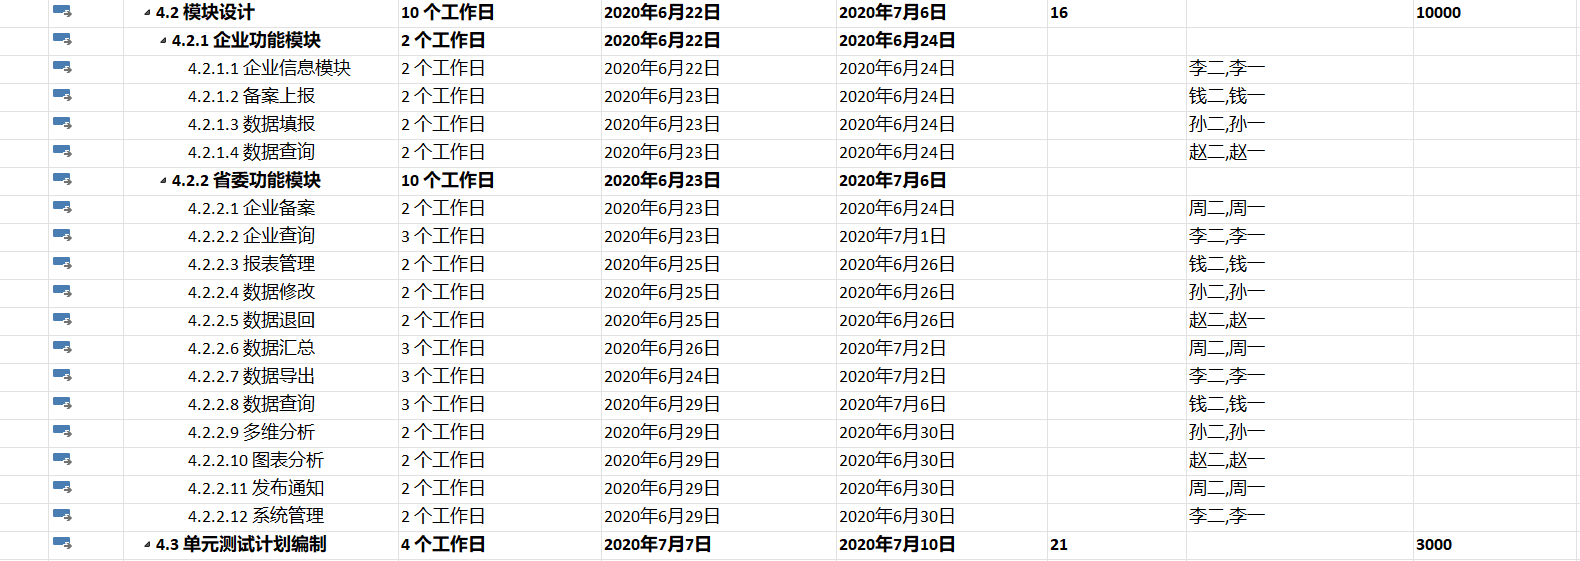 4.2 模块设计 10 个工作日 2020年6月22日 2020年7月6日 16 10000
4.2.1 企业功能模块 2 个工作日 2020年6月22日 2020年6月24日
4.2.1.1 企业信息模块 2 个工作日 2020年6月22日 2020年6月24日 李二,李一
4.2.1.2 备案上报 2 个工作日 2020年6月23日 2020年6月24日 钱二,钱一
4.2.1.3 数据填报 2 个工作日 2020年6月23日 2020年6月24日 孙二,孙一
4.2.1.4 数据查询 2 个工作日 2020年6月23日 2020年6月24日 赵二,赵一
4.2.2 省委功能模块 10 个工作日 2020年6月23日 2020年7月6日
4.2.2.1 企业备案 2 个工作日 2020年6月23日 2020年6月24日 周二,周一
4.2.2.2 企业查询 3 个工作日 2020年6月23日 2020年7月1日 李二,李一
4.2.2.3 报表管理 2 个工作日 2020年6月25日 2020年6月26日 钱二,钱一
4.2.2.4 数据修改 2 个工作日 2020年6月25日 2020年6月26日 孙二,孙一
4.2.2.5 数据退回 2 个工作日 2020年6月25日 2020年6月26日 赵二,赵一
4.2.2.6 数据汇总 3 个工作日 2020年6月26日 2020年7月2日 周二,周一
4.2.2.7 数据导出 3 个工作日 2020年6月24日 2020年7月2日 李二,李一
4.2.2.8 数据查询 3 个工作日 2020年6月29日 2020年7月6日 钱二,钱一
4.2.2.9 多维分析 2 个工作日 2020年6月29日 2020年6月30日 孙二,孙一
4.2.2.10 图表分析 2 个工作日 2020年6月29日 2020年6月30日 赵二,赵一
4.2.2.11 发布通知 2 个工作日 2020年6月29日 2020年6月30日 周二,周一
4.2.2.12 系统管理 2 个工作日 2020年6月29日 2020年6月30日 李二,李一
4.3 单元测试计划编制 4 个工作日 2020年7月7日 2020年7月10日 21 3000